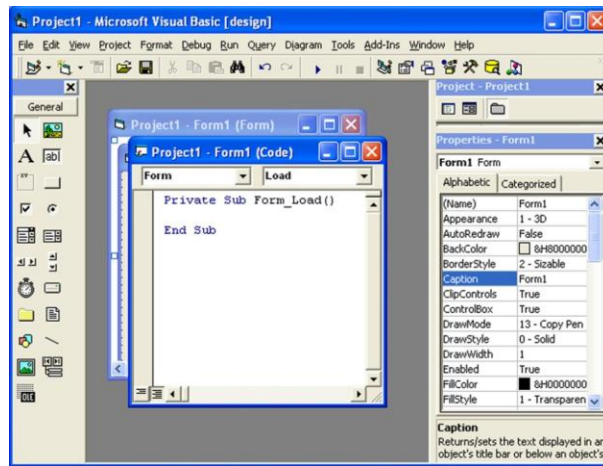 Project1 - Microsoft Visual Basic [design]
File Edit View Project Format Debug Run Query Diagram Tools Add-Ins Window Help
General
A
ab
OLE
Project1 - Form1 (Form)
Project1 - Form1 (Code)
Form Load
Private Sub Form_Load()
End Sub
Project - Project1
Properties - Form1
Form1 Form
Alphabetic Categorized
(Name) Form1
Appearance 1 - 3D
AutoRedraw False
BackColor &H8000000
BorderStyle 2 - Sizable
Caption Form1
ClipControls True
ControlBox True
DrawMode 13 - Copy Pen
DrawStyle 0 - Solid
DrawWidth 1
Enabled True
FillColor &H0000000
FillStyle 1 - Transparen
Caption
Returns/sets the text displayed in an
object's title bar or below an object's